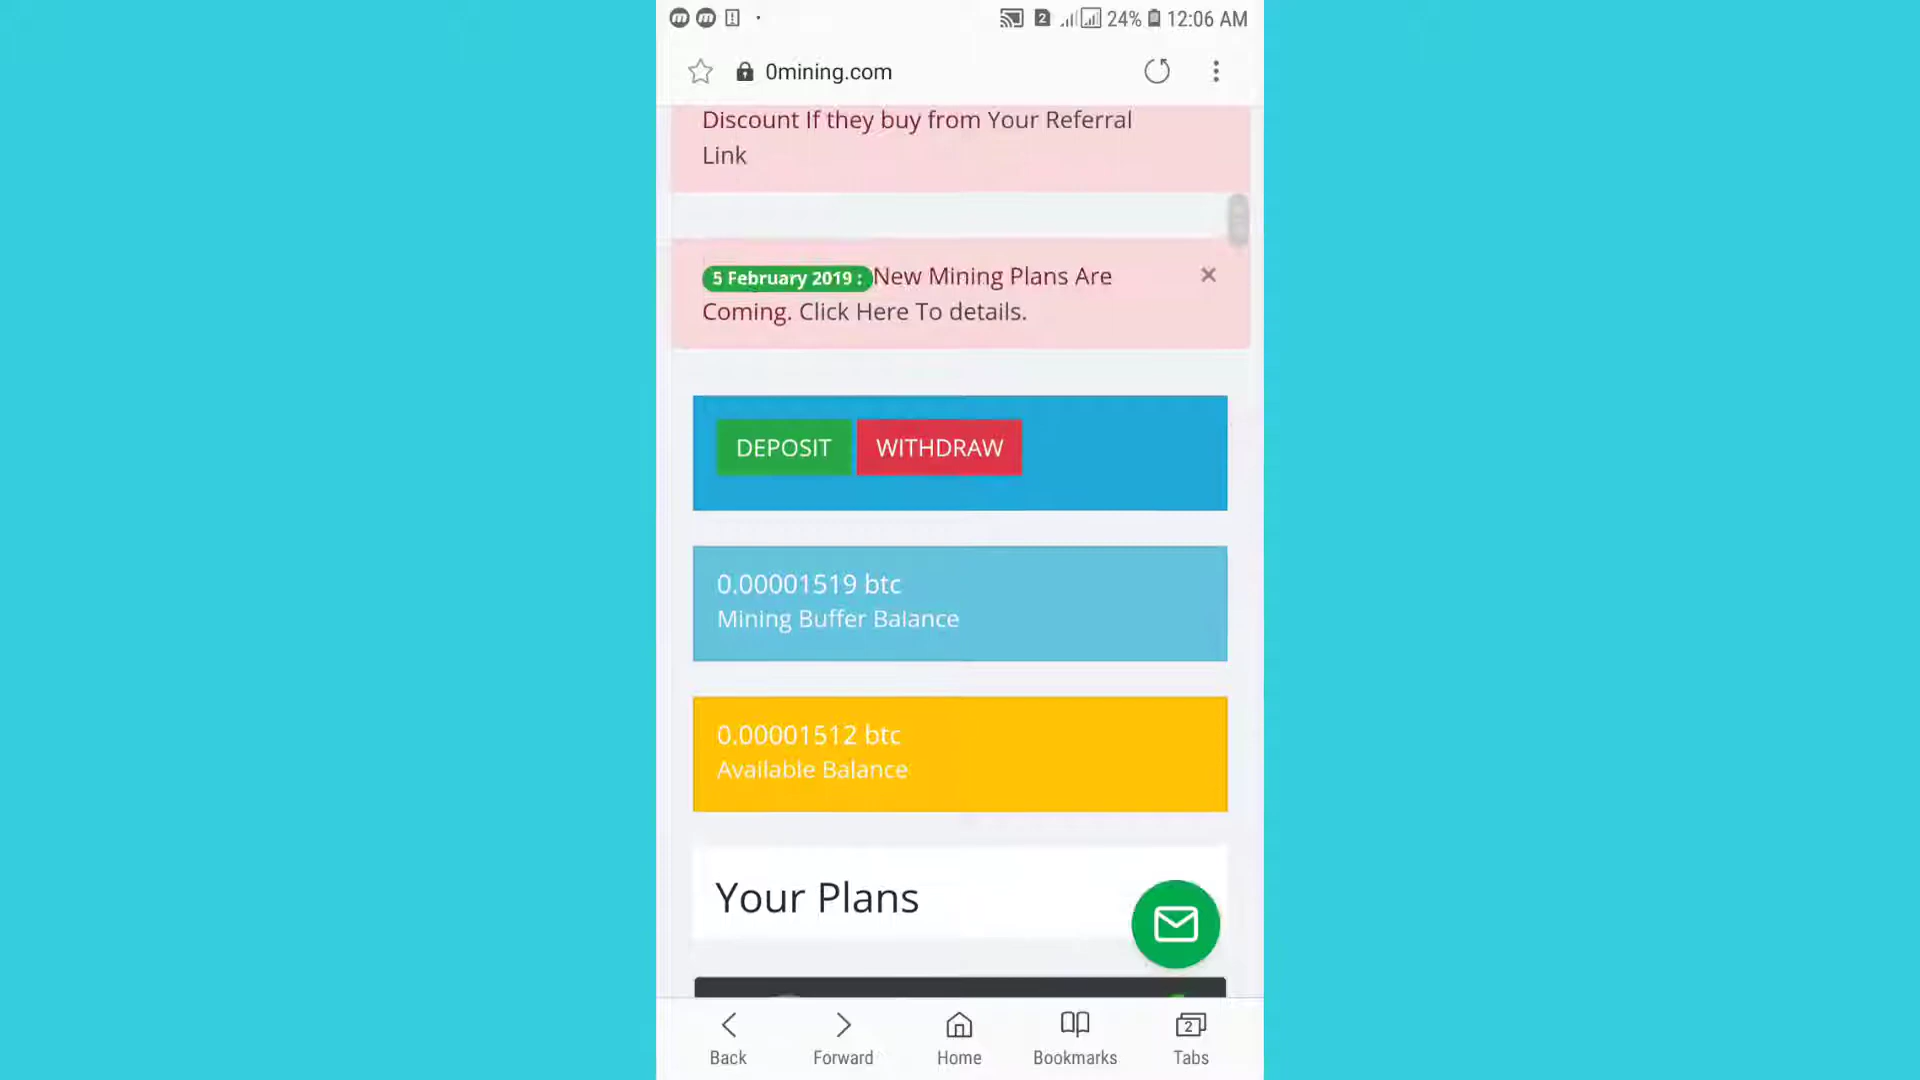 24% 12:06 AM
0mining.com
Discount If they buy from Your Referral
Link
5 February 2019 : New Mining Plans Are
Coming. Click Here To details.
DEPOSIT WITHDRAW
0.00001519 btc
Mining Buffer Balance
0.00001512 btc
Available Balance
Your Plans
Back Forward Home Bookmarks 2 Tabs